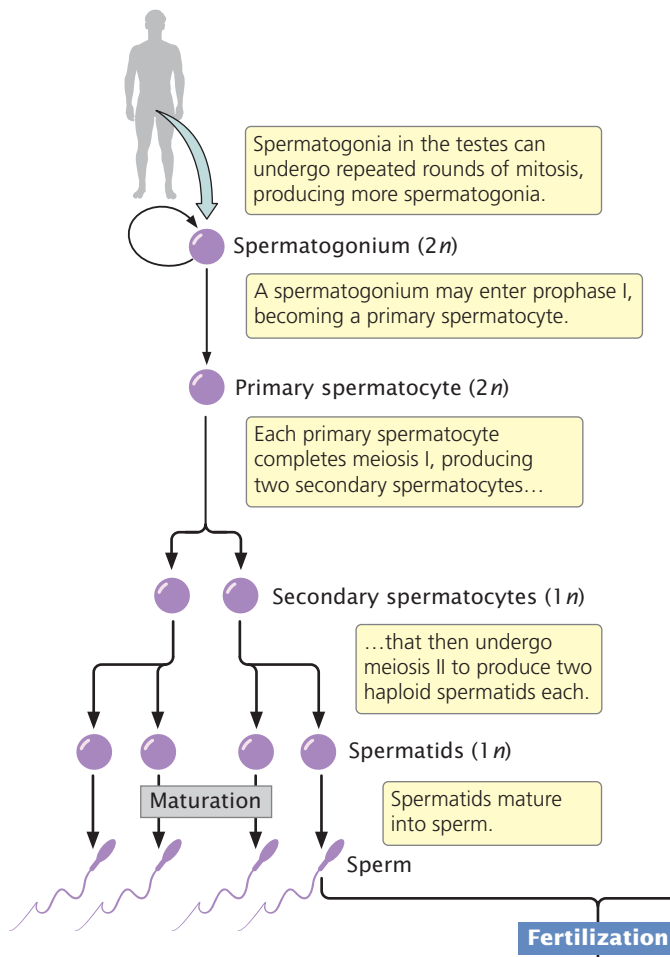 Spermatogonia in the testes can
undergo repeated rounds of mitosis,
producing more spermatogonia.
Spermatogonium (2n)
A spermatogonium may enter prophase I,
becoming a primary spermatocyte.
Primary spermatocyte (2n)
Each primary spermatocyte
completes meiosis I, producing
two secondary spermatocytes…
Secondary spermatocytes (1n)
…that then undergo
meiosis II to produce two
haploid spermatids each.
Spermatids (1n)
Maturation
Spermatids mature
into sperm.
Sperm
Fertilization